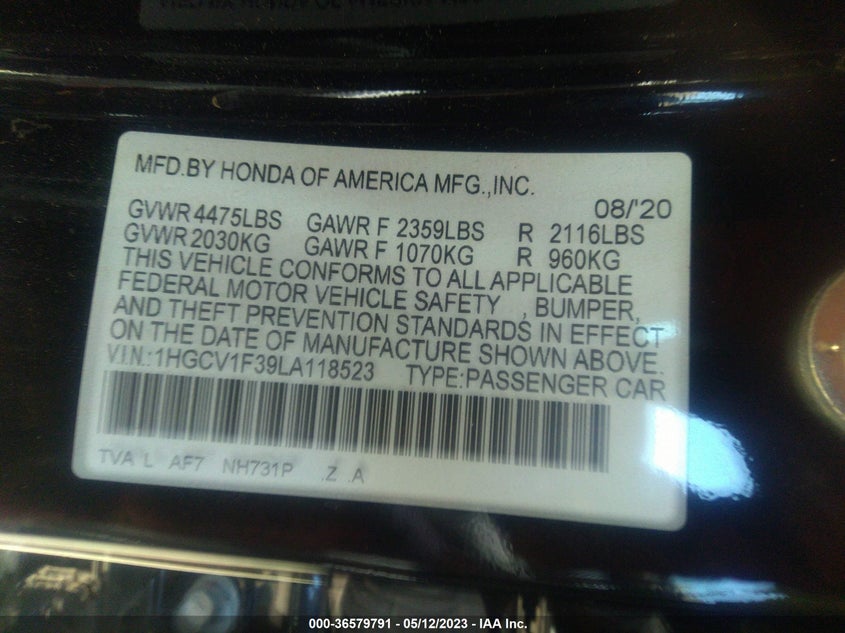 MFD.BY HONDA OF AMERICA MFG.,INC.
08/'20
GVWR 4475LBS GAWR F 2359LBS R 2116LBS
GVWR 2030KG GAWR F 1070KG R 960KG
THIS VEHICLE CONFORMS TO ALL APPLICABLE
FEDERAL MOTOR VEHICLE SAFETY , BUMPER,
AND THEFT PREVENTION STANDARDS IN EFFECT
ON THE DATE OF MANUFACTURE SHOWN ABOVE.
VIN.:1HGCV1F39LA118523 TYPE:PASSENGER CAR
TVA L AF7 NH731P .Z .A
000-36579791 - 05/12/2023 - IAA Inc.